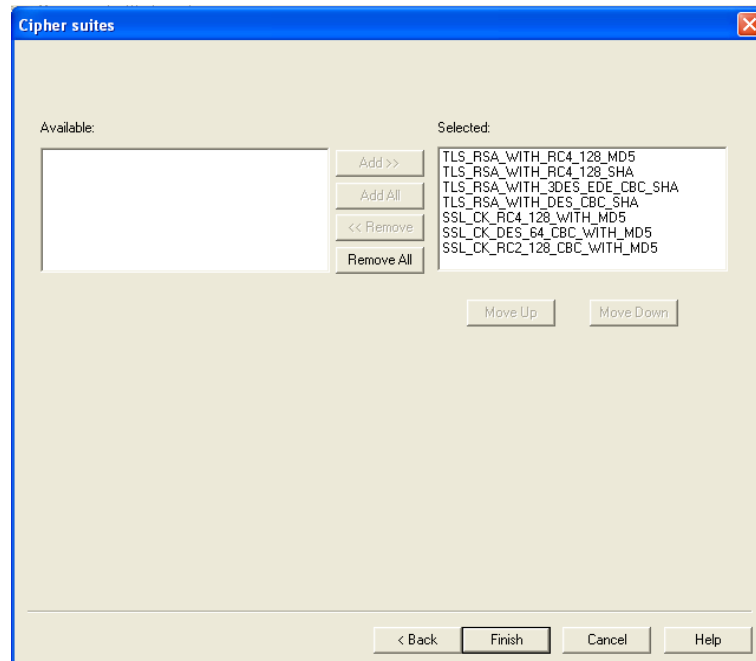 Cipher suites
Available:
Selected:
Add >>
Add All
<< Remove
Remove All
TLS_RSA_WITH_RC4_128_MD5
TLS_RSA_WITH_RC4_128_SHA
TLS_RSA_WITH_3DES_EDE_CBC_SHA
TLS_RSA_WITH_DES_CBC_SHA
SSL_CK_RC4_128_WITH_MD5
SSL_CK_DES_64_CBC_WITH_MD5
SSL_CK_RC2_128_CBC_WITH_MD5
Move Up
Move Down
< Back
Finish
Cancel
Help